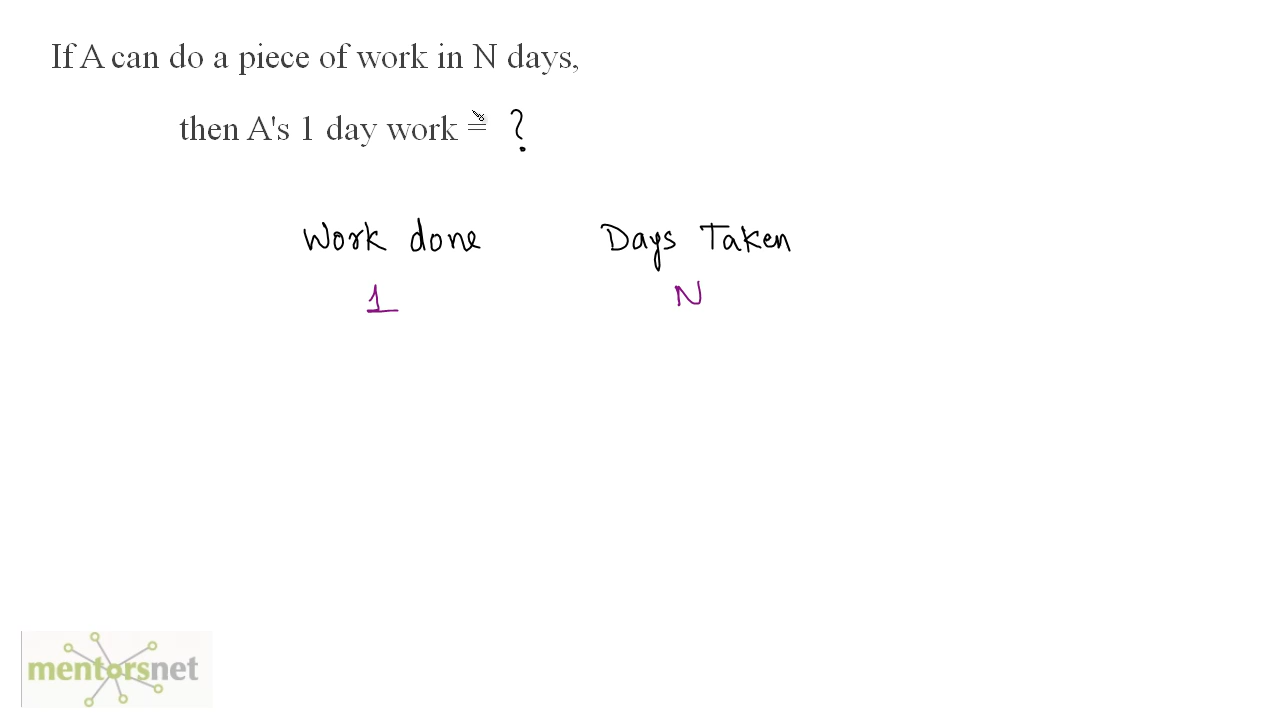 If A can do a piece of work in N days,
then A's 1 day work = ?
Work done Days Taken
1 N
mentorsnet